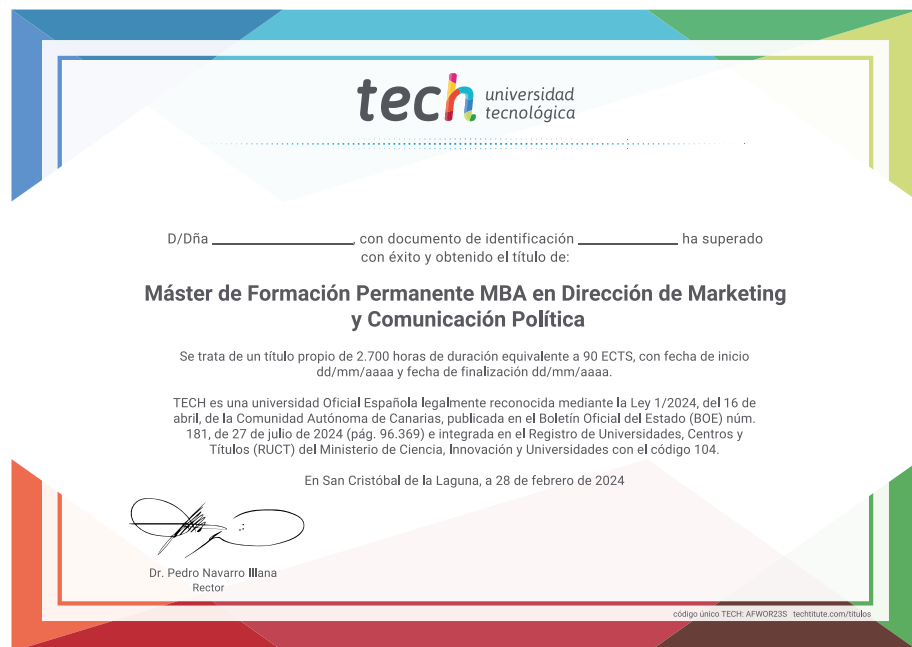 tech universidad
tecnológica
D/Dña ____________________, con documento de identificación ______________ ha superado
con éxito y obtenido el título de:
Máster de Formación Permanente MBA en Dirección de Marketing
y Comunicación Política
Se trata de un título propio de 2.700 horas de duración equivalente a 90 ECTS, con fecha de inicio
dd/mm/aaaa y fecha de finalización dd/mm/aaaa.
TECH es una universidad Oficial Española legalmente reconocida mediante la Ley 1/2024, del 16 de
abril, de la Comunidad Autónoma de Canarias, publicada en el Boletín Oficial del Estado (BOE) núm.
181, de 27 de julio de 2024 (pág. 96.369) e integrada en el Registro de Universidades, Centros y
Títulos (RUCT) del Ministerio de Ciencia, Innovación y Universidades con el código 104.
En San Cristóbal de la Laguna, a 28 de febrero de 2024
Dr. Pedro Navarro Illana
Rector
código único TECH: AFWOR23S techtitute.com/titulos